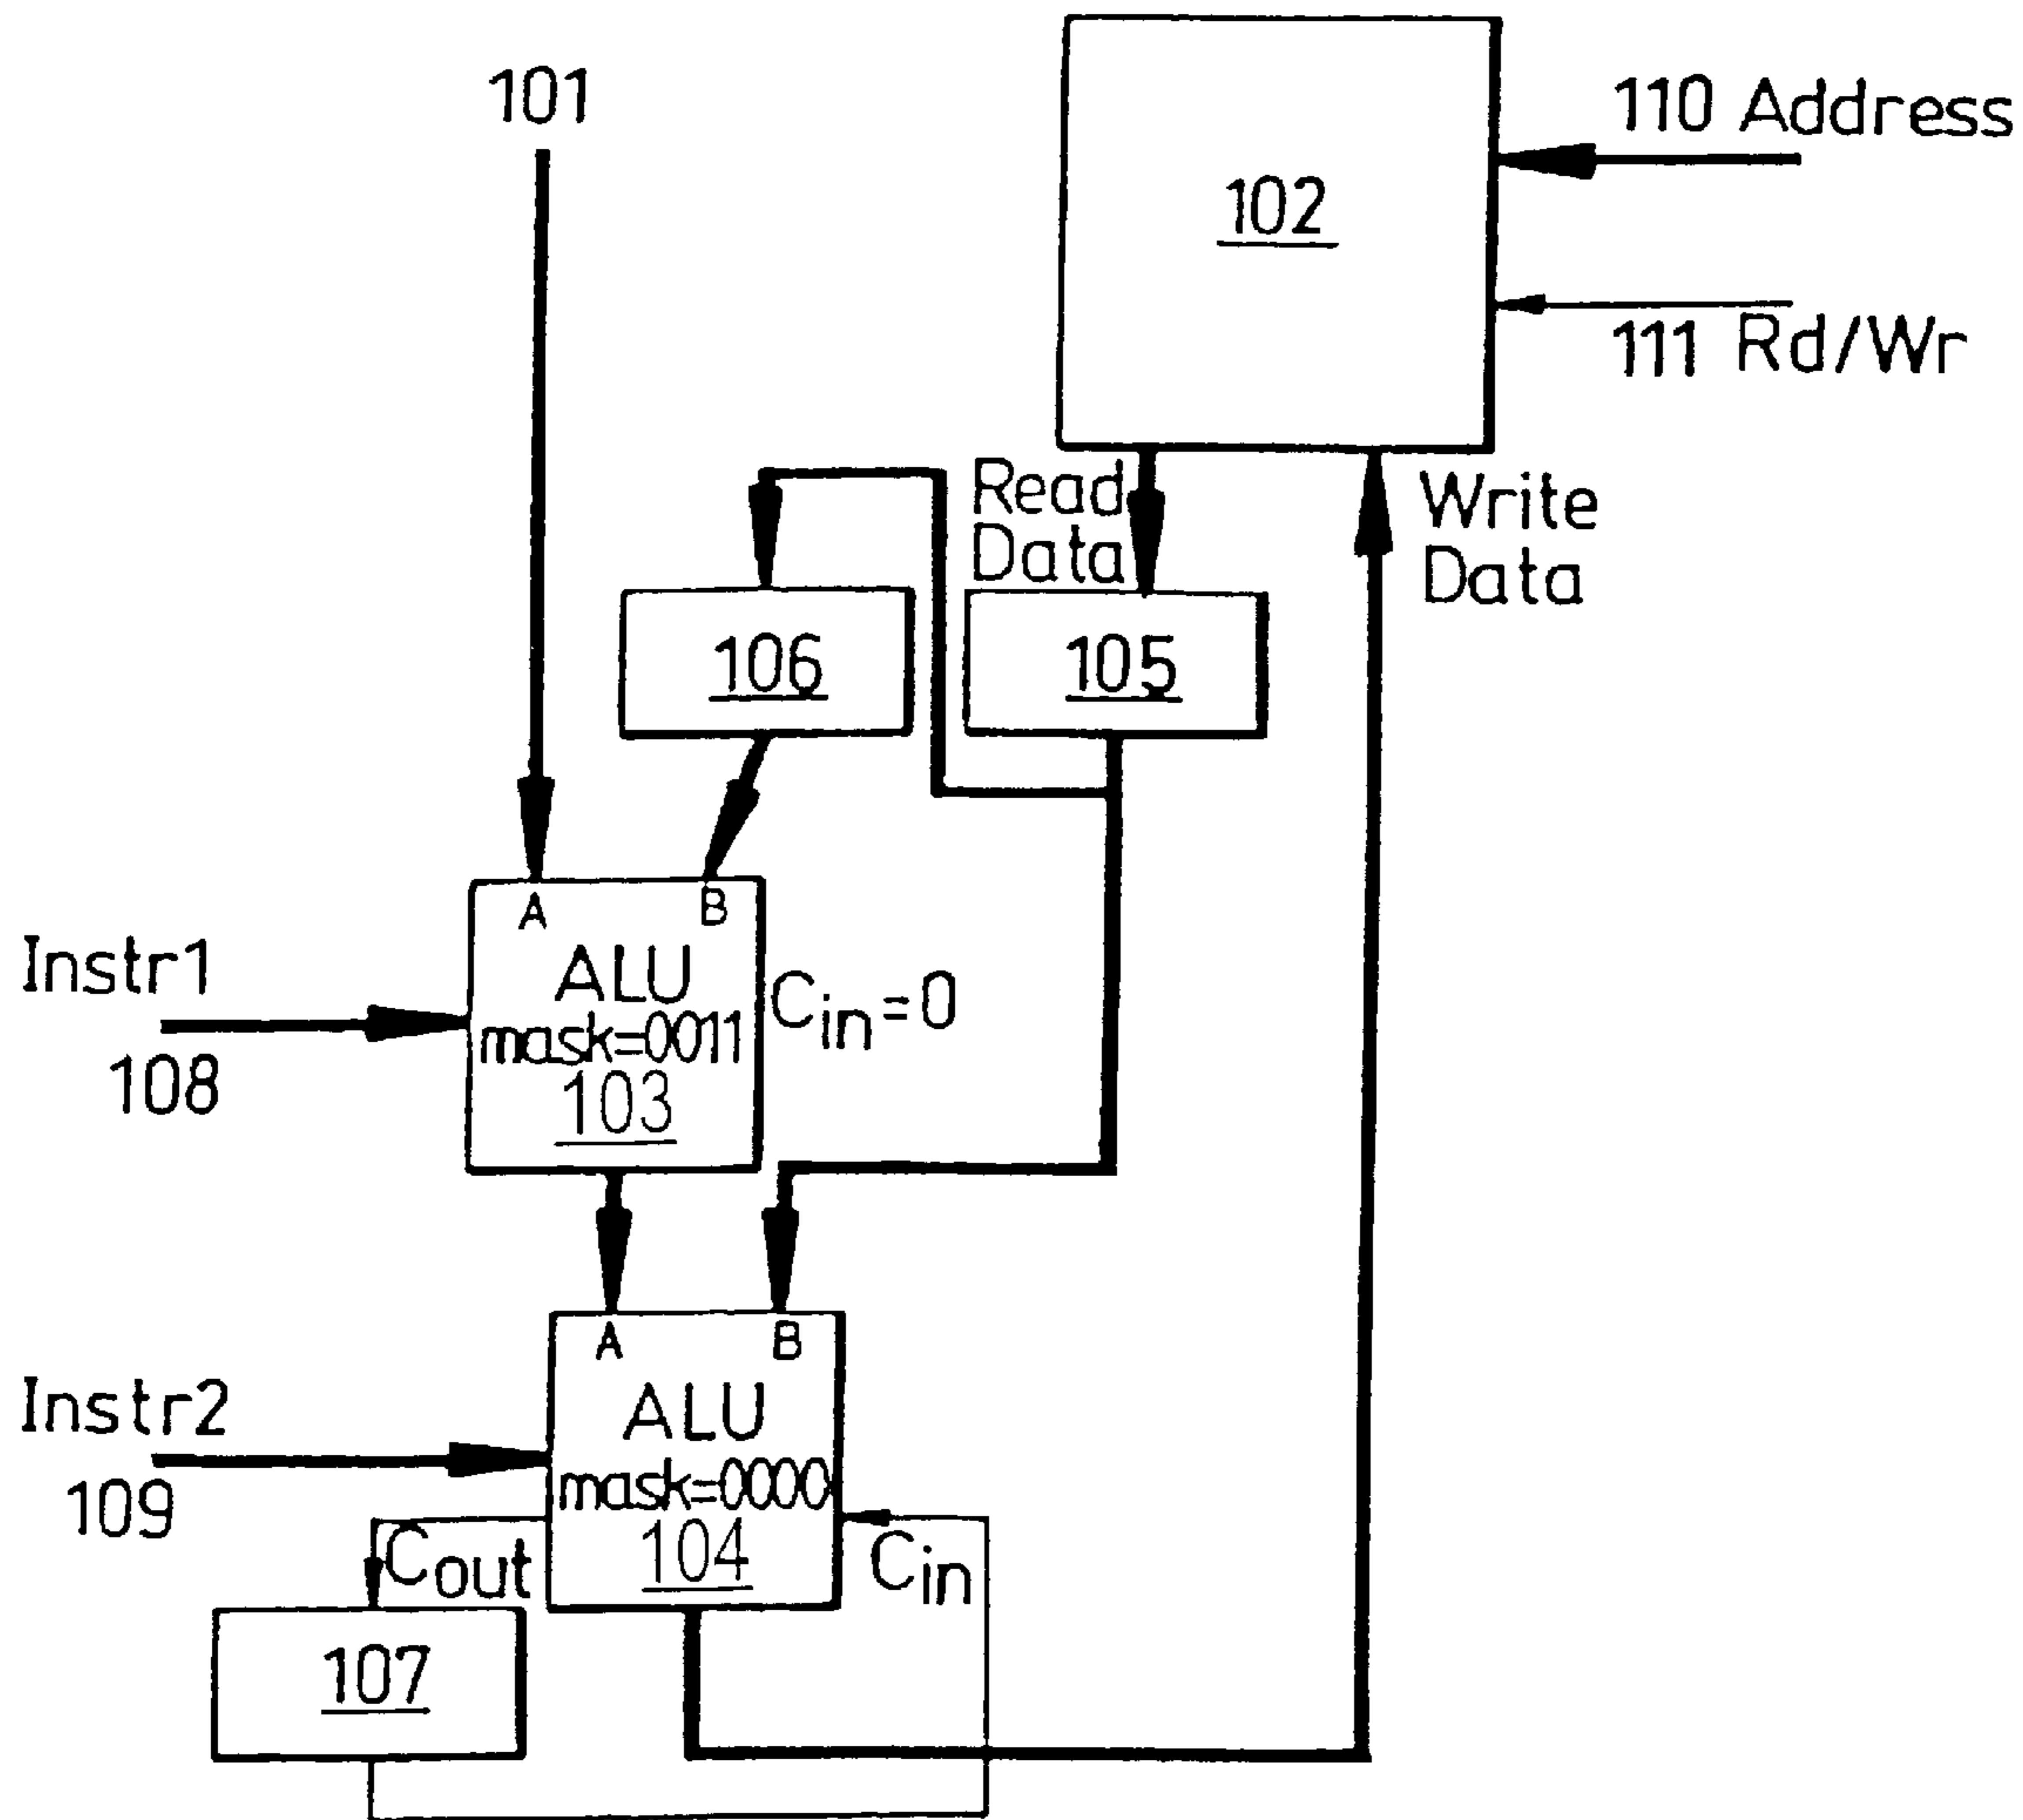 101
110 Address
102
111 Rd/Wr
Read
Data
Write
Data
106
105
A
B
Instr1
ALU
Cin=0
mask=0011
108
103
A
B
Instr2
ALU
mask=0000
109
104
Cout
Cin
107